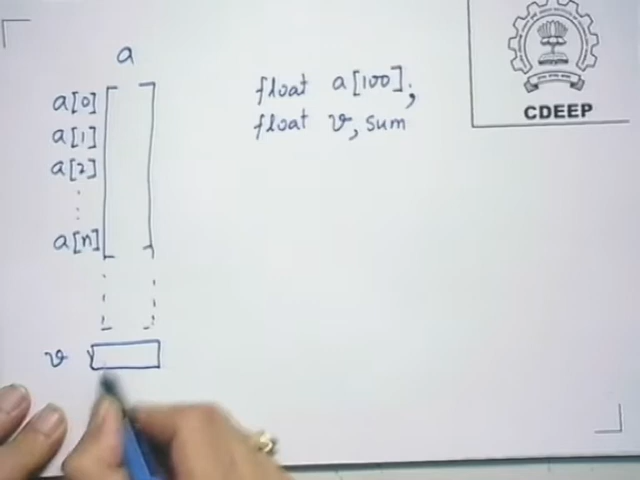 a
a[0]
a[1]
a[2]
a[n]
v
float a[100];
float v, sum
CDEEP